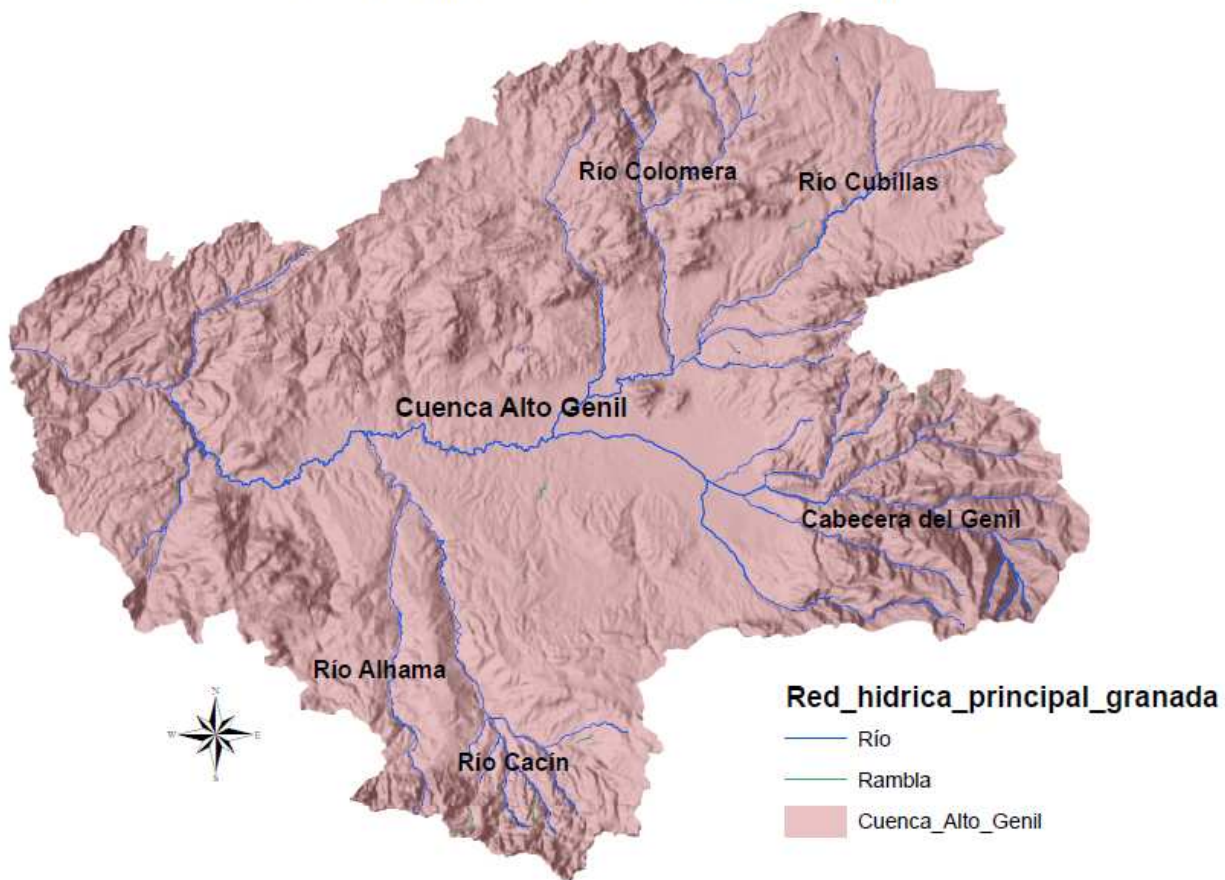 Río Colomera
Río Cubillas
Cuenca Alto Genil
Cabecera del Genil
Río Alhama
Río Cacín
N
W
E
S
Red_hidrica_principal_granada
Río
Rambla
Cuenca_Alto_Genil